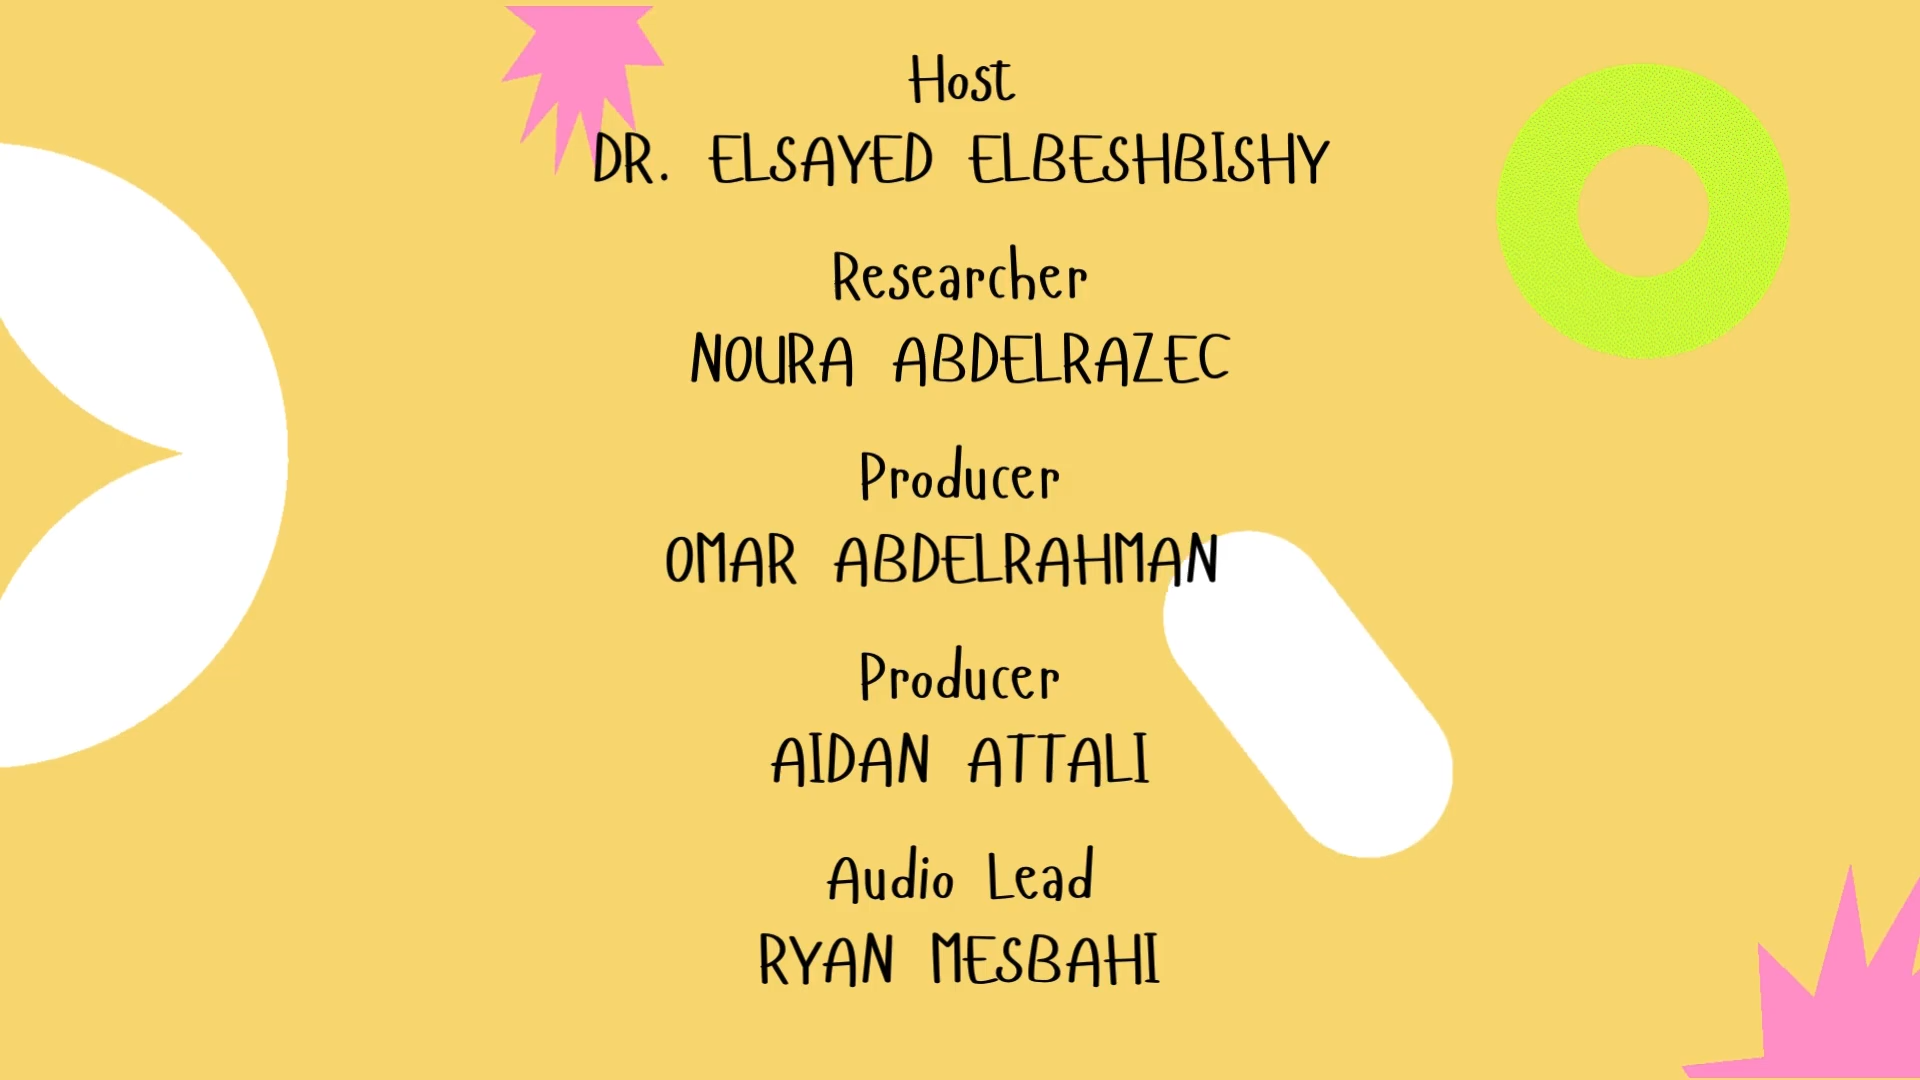 Host
DR. ELSAYED ELBESHBISHY
Researcher
NOURA ABDELRAZEC
Producer
OMAR ABDELRAHMAN
Producer
AIDAN ATTALI
Audio Lead
RYAN MESBAHI